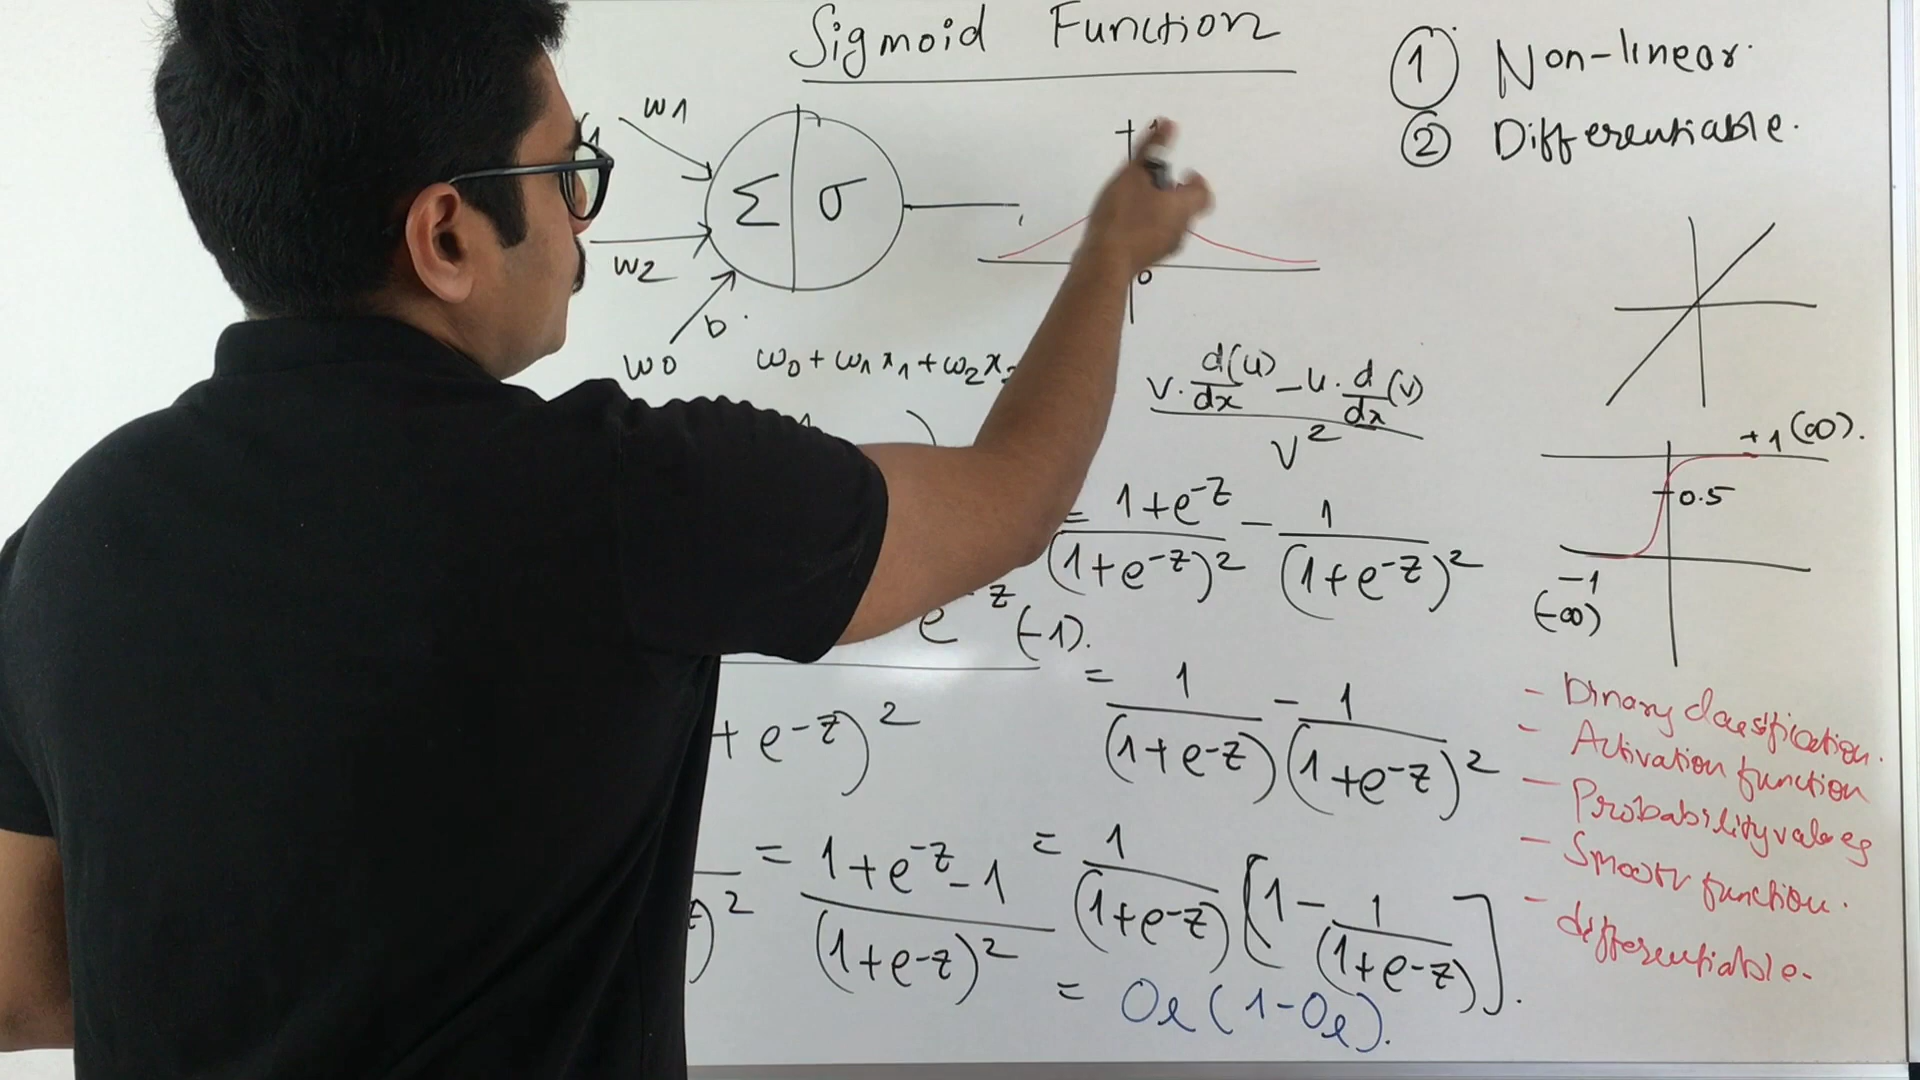 Sigmoid Function
① Non-linear.
② Differentiable.
w1
Σ σ
w2
b.
w0
w0 + w1 x1 + w2 x
+1
0
v. d(u)/dx - u. d/dx (v)
v²
+1 (∞).
+0.5
-1
(-∞)
= 1+e^-z / (1+e^-z)² - 1 / (1+e^-z)²
e^-z (-1).
+ e^-z)²
= 1 / (1+e^-z) - 1 / (1+e^-z)²
)² = 1+e^-z - 1 / (1+e^-z)² = 1 / (1+e^-z) [1 - 1 / (1+e^-z)].
= Ol (1-Ol).
- Binary classification.
- Activation function
- Probability values
- Smooth function.
- differentiable.